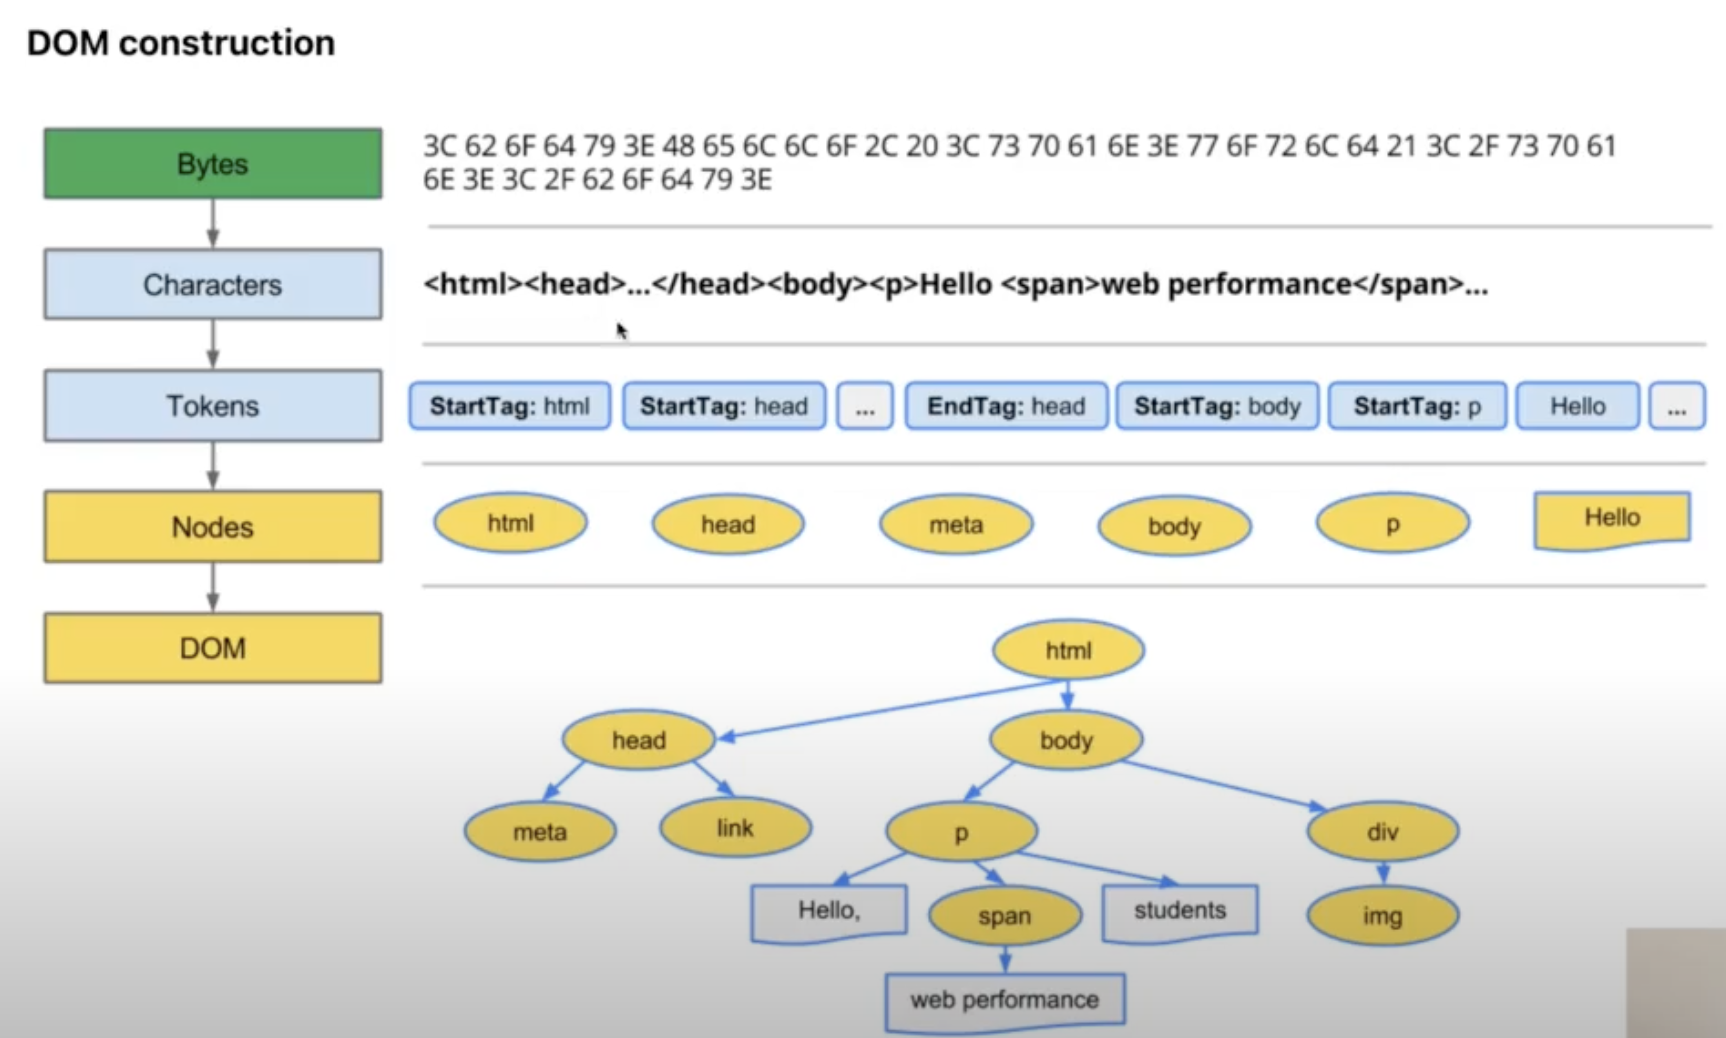 DOM construction
Bytes
3C 62 6F 64 79 3E 48 65 6C 6C 6F 2C 20 3C 73 70 61 6E 3E 77 6F 72 6C 64 21 3C 2F 73 70 61
6E 3E 3C 2F 62 6F 64 79 3E
Characters
<html><head>...</head><body><p>Hello <span>web performance</span>...
Tokens
StartTag: html
StartTag: head
...
EndTag: head
StartTag: body
StartTag: p
Hello
...
Nodes
html
head
meta
body
p
Hello
DOM
html
head
body
meta
link
p
div
Hello,
span
students
img
web performance